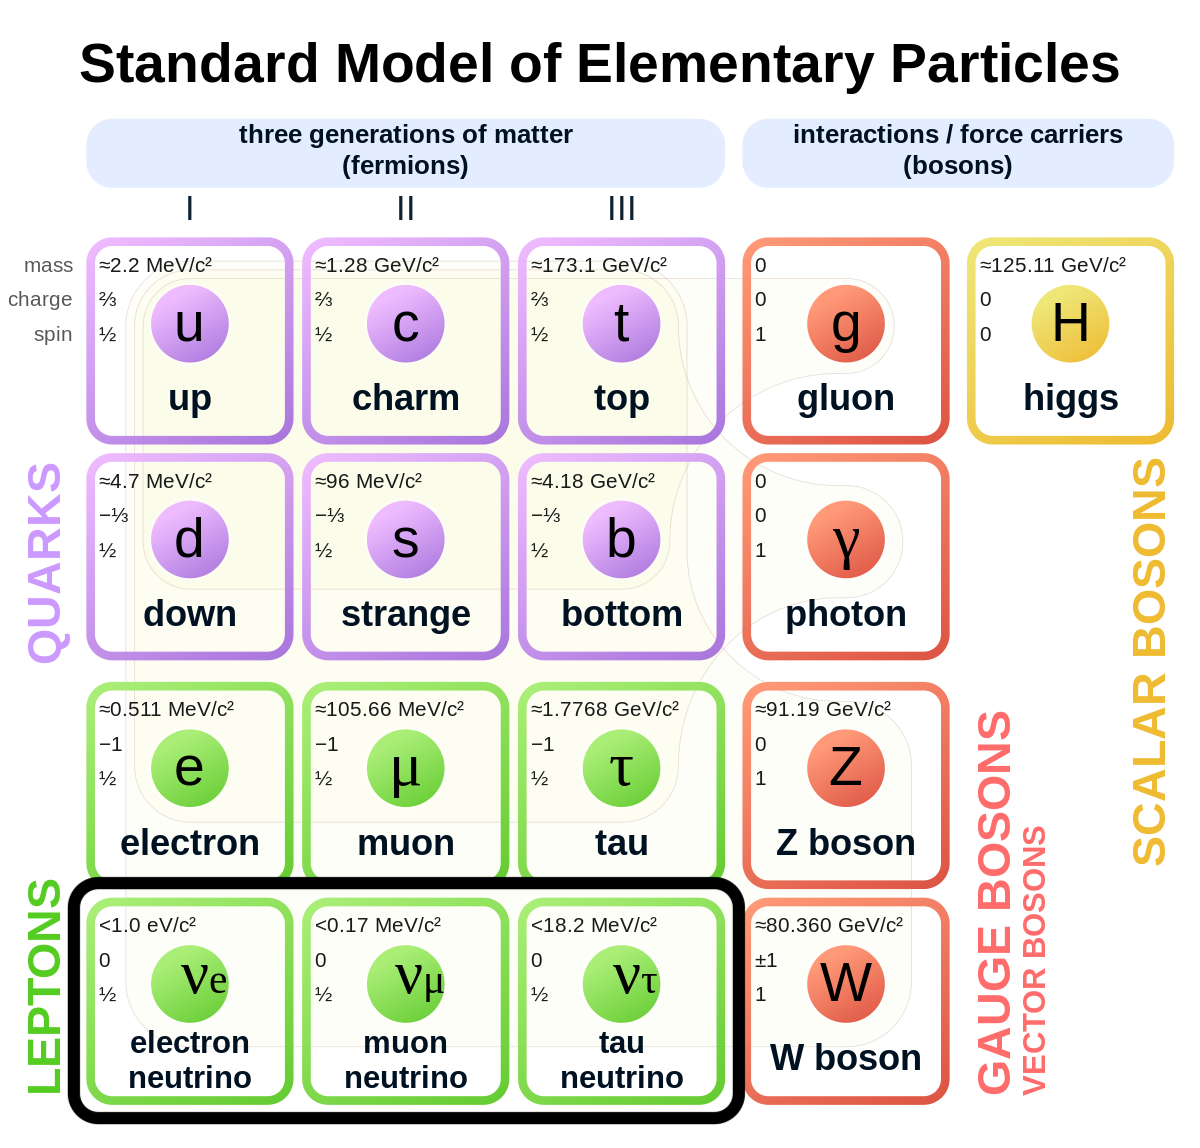 Standard Model of Elementary Particles
three generations of matter
(fermions)
interactions / force carriers
(bosons)
I
II
III
mass
charge
spin
≈2.2 MeV/c²
⅔
½
u
up
≈1.28 GeV/c²
⅔
½
c
charm
≈173.1 GeV/c²
⅔
½
t
top
0
0
1
g
gluon
≈125.11 GeV/c²
0
0
H
higgs
QUARKS
≈4.7 MeV/c²
−⅓
½
d
down
≈96 MeV/c²
−⅓
½
s
strange
≈4.18 GeV/c²
−⅓
½
b
bottom
0
0
1
γ
photon
≈0.511 MeV/c²
−1
½
e
electron
≈105.66 MeV/c²
−1
½
μ
muon
≈1.7768 GeV/c²
−1
½
τ
tau
≈91.19 GeV/c²
0
1
Z
Z boson
LEPTONS
<1.0 eV/c²
0
½
νe
electron
neutrino
<0.17 MeV/c²
0
½
νμ
muon
neutrino
<18.2 MeV/c²
0
½
ντ
tau
neutrino
≈80.360 GeV/c²
±1
1
W
W boson
GAUGE BOSONS
VECTOR BOSONS
SCALAR BOSONS